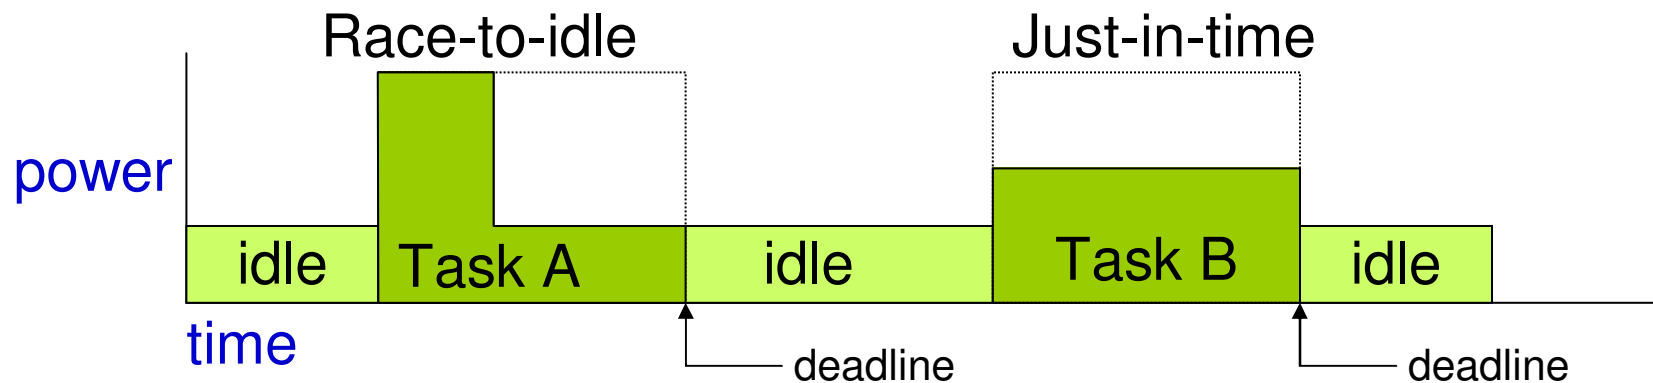 Race-to-idle
Just-in-time
power
idle
Task A
idle
Task B
idle
time
deadline
deadline